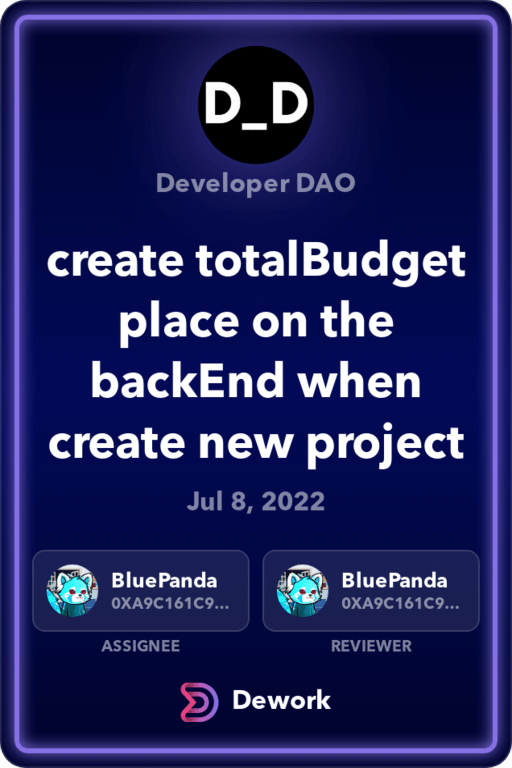 D_D
Developer DAO
create totalBudget
place on the
backEnd when
create new project
Jul 8, 2022
BluePanda
0XA9C161C9...
ASSIGNEE
BluePanda
0XA9C161C9...
REVIEWER
Dework